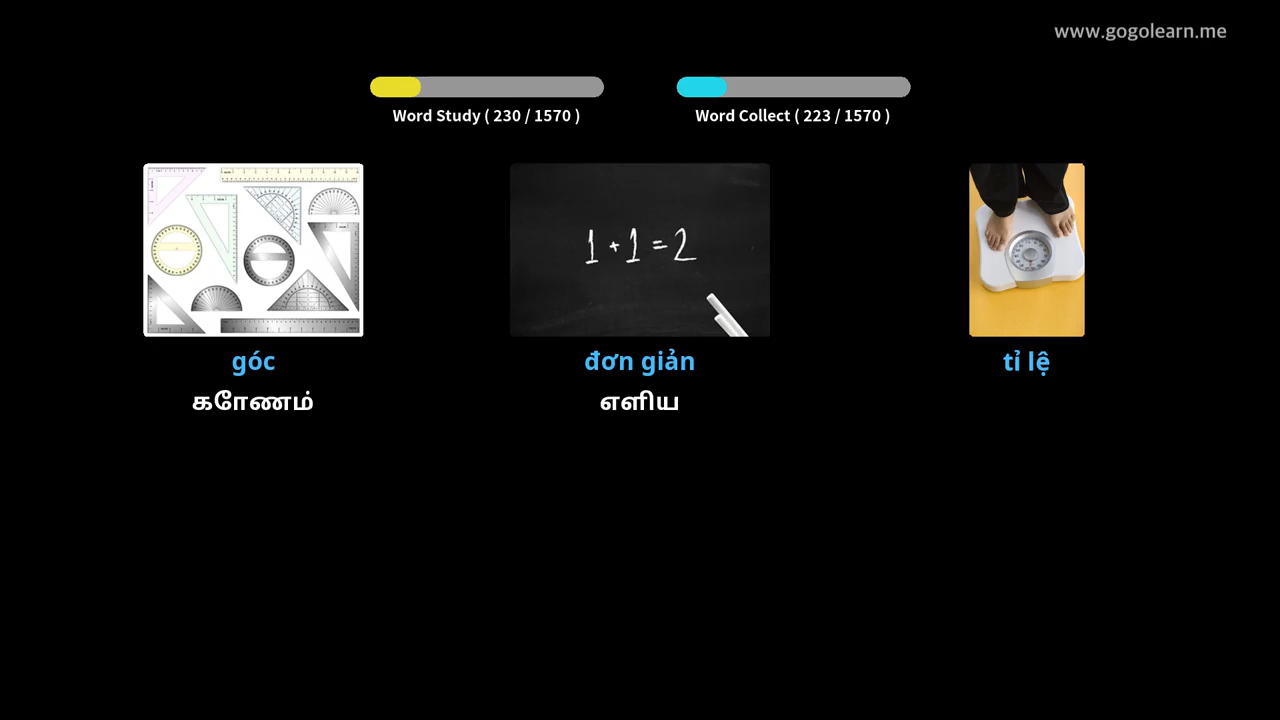 www.gogolearn.me
Word Study ( 230 / 1570 )
Word Collect ( 223 / 1570 )
1 + 1 = 2
góc
đơn giản
tỉ lệ
கோணம்
எளிய